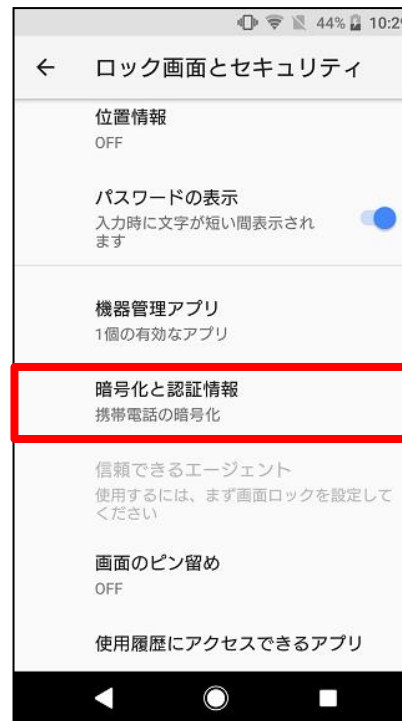 44% 10:29
ロック画面とセキュリティ
位置情報
OFF
パスワードの表示
入力時に文字が短い間表示され
ます
機器管理アプリ
1個の有効なアプリ
暗号化と認証情報
携帯電話の暗号化
信頼できるエージェント
使用するには、まず画面ロックを設定して
ください
画面のピン留め
OFF
使用履歴にアクセスできるアプリ